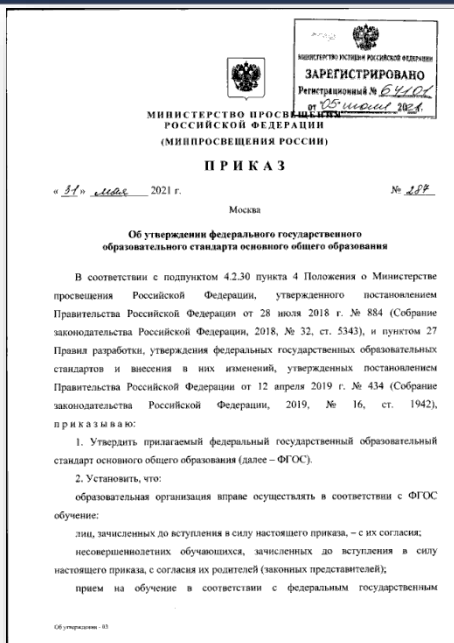 МИНИСТЕРСТВО ЮСТИЦИИ РОССИЙСКОЙ ФЕДЕРАЦИИ
ЗАРЕГИСТРИРОВАНО
Регистрационный № 64101
от "05" июля 2021.
МИНИСТЕРСТВО ПРОСВЕЩЕНИЯ
РОССИЙСКОЙ ФЕДЕРАЦИИ
(МИНПРОСВЕЩЕНИЯ РОССИИ)
ПРИКАЗ
« 31 » мая 2021 г. № 287
Москва
Об утверждении федерального государственного
образовательного стандарта основного общего образования
В соответствии с подпунктом 4.2.30 пункта 4 Положения о Министерстве
просвещения Российской Федерации, утвержденного постановлением
Правительства Российской Федерации от 28 июля 2018 г. № 884 (Собрание
законодательства Российской Федерации, 2018, № 32, ст. 5343), и пунктом 27
Правил разработки, утверждения федеральных государственных образовательных
стандартов и внесения в них изменений, утвержденных постановлением
Правительства Российской Федерации от 12 апреля 2019 г. № 434 (Собрание
законодательства Российской Федерации, 2019, № 16, ст. 1942),
приказываю:
1. Утвердить прилагаемый федеральный государственный образовательный
стандарт основного общего образования (далее – ФГОС).
2. Установить, что:
образовательная организация вправе осуществлять в соответствии с ФГОС
обучение:
лиц, зачисленных до вступления в силу настоящего приказа, – с их согласия;
несовершеннолетних обучающихся, зачисленных до вступления в силу
настоящего приказа, с согласия их родителей (законных представителей);
прием на обучение в соответствии с федеральным государственным
Об утверждении - 03